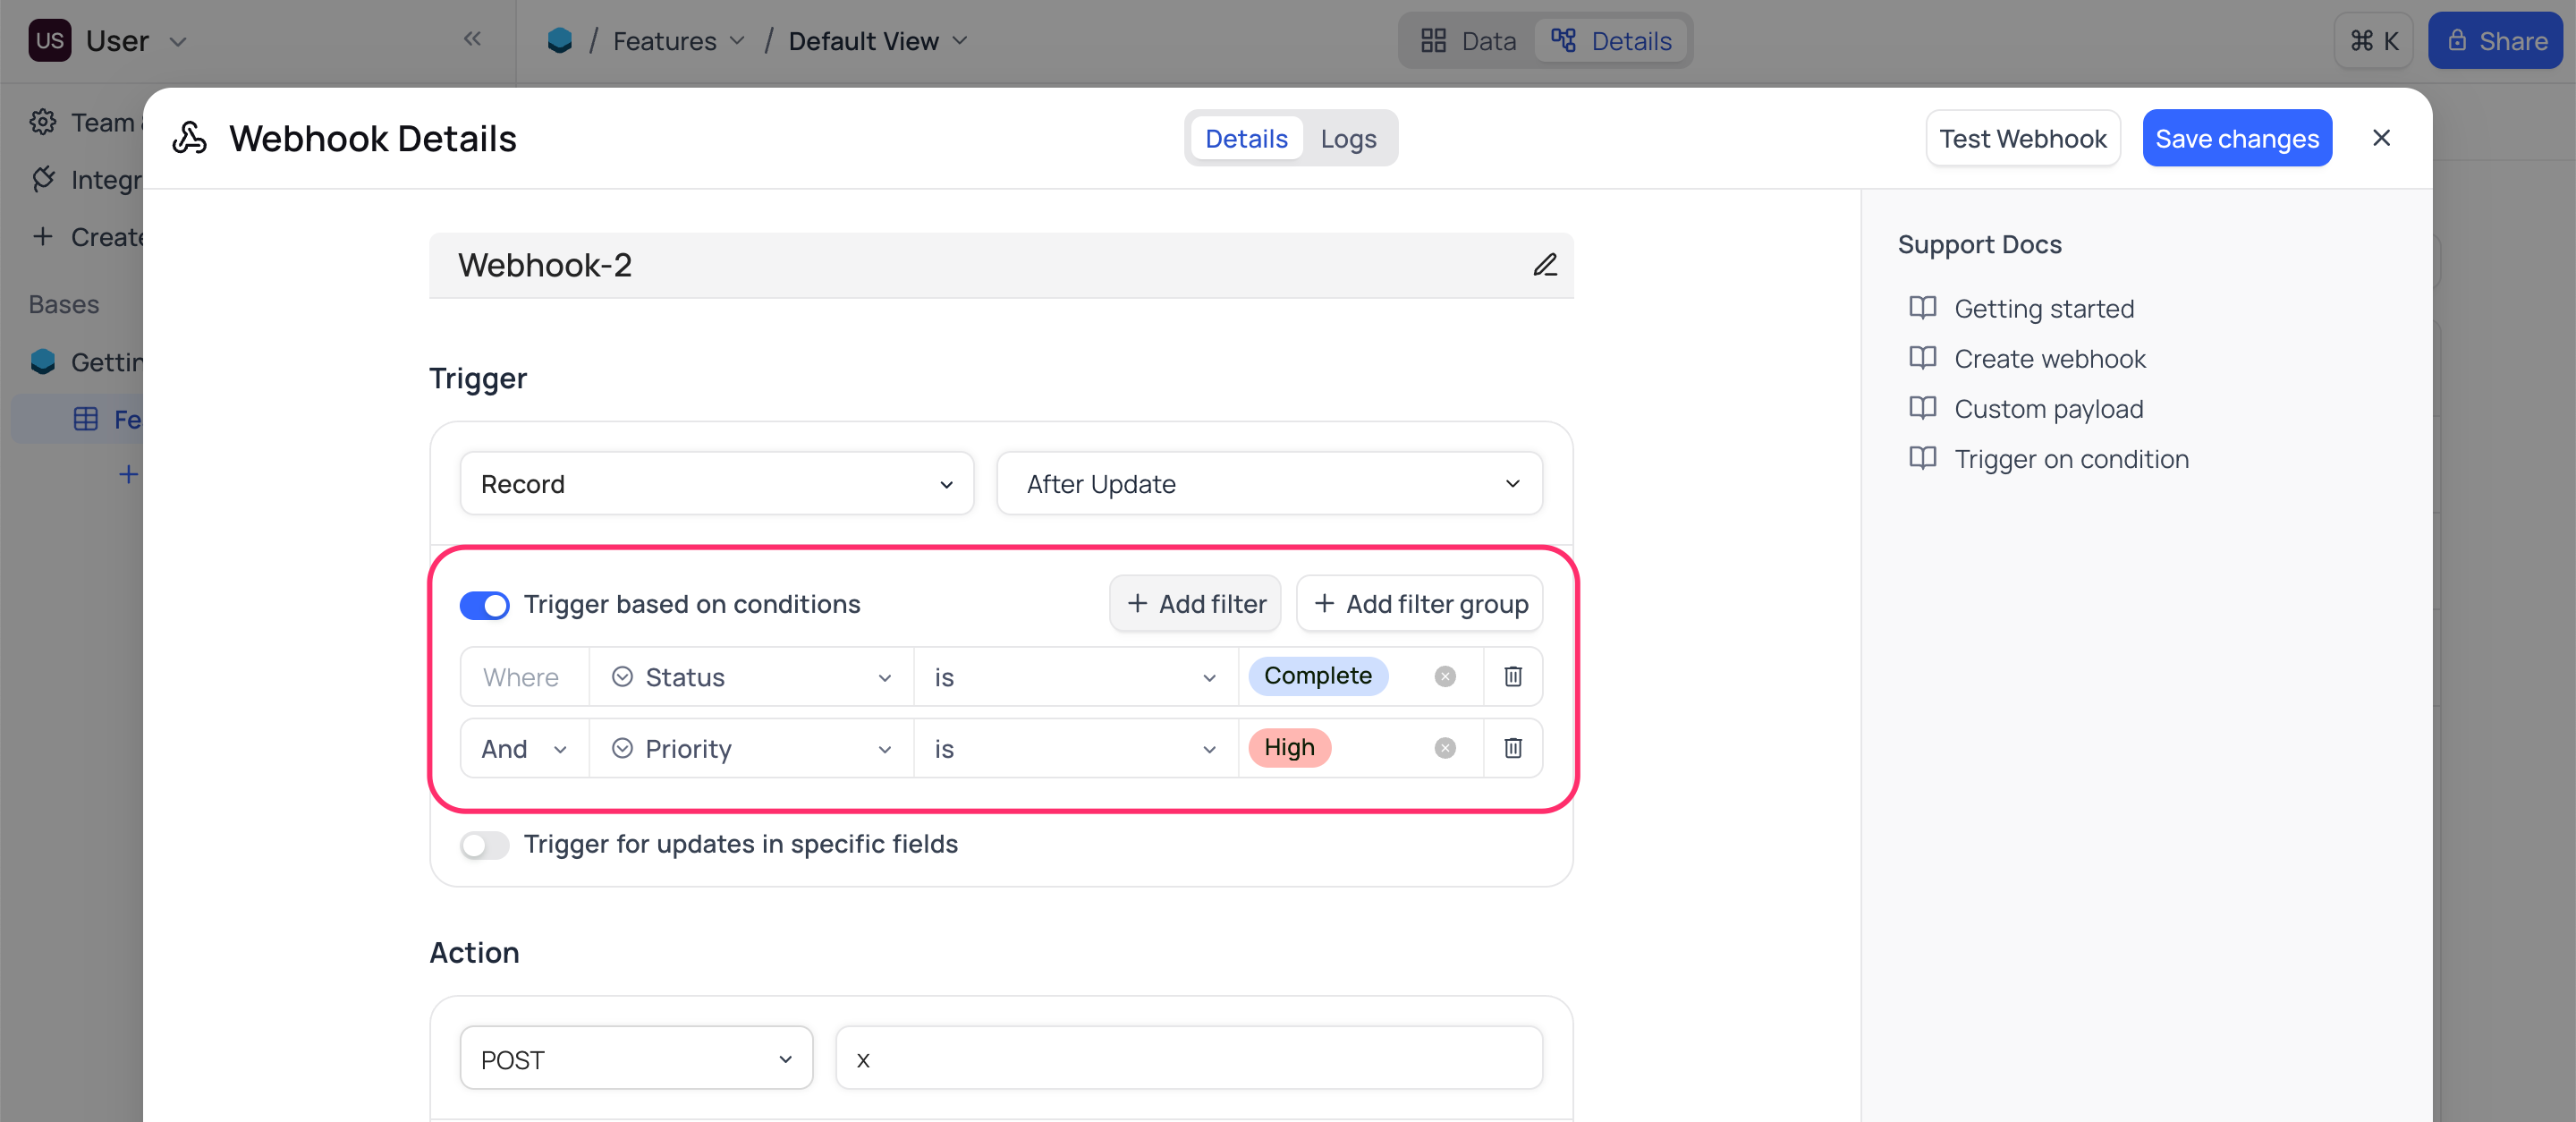 US User
/ Features / Default View
Data Details
⌘ K Share
Team
Integr
+ Create
Bases
Gettin
Fe
+
Webhook Details
Details Logs
Test Webhook Save changes
Webhook-2
Trigger
Record After Update
Trigger based on conditions + Add filter + Add filter group
Where Status is Complete
And Priority is High
Trigger for updates in specific fields
Action
POST x
Support Docs
Getting started
Create webhook
Custom payload
Trigger on condition